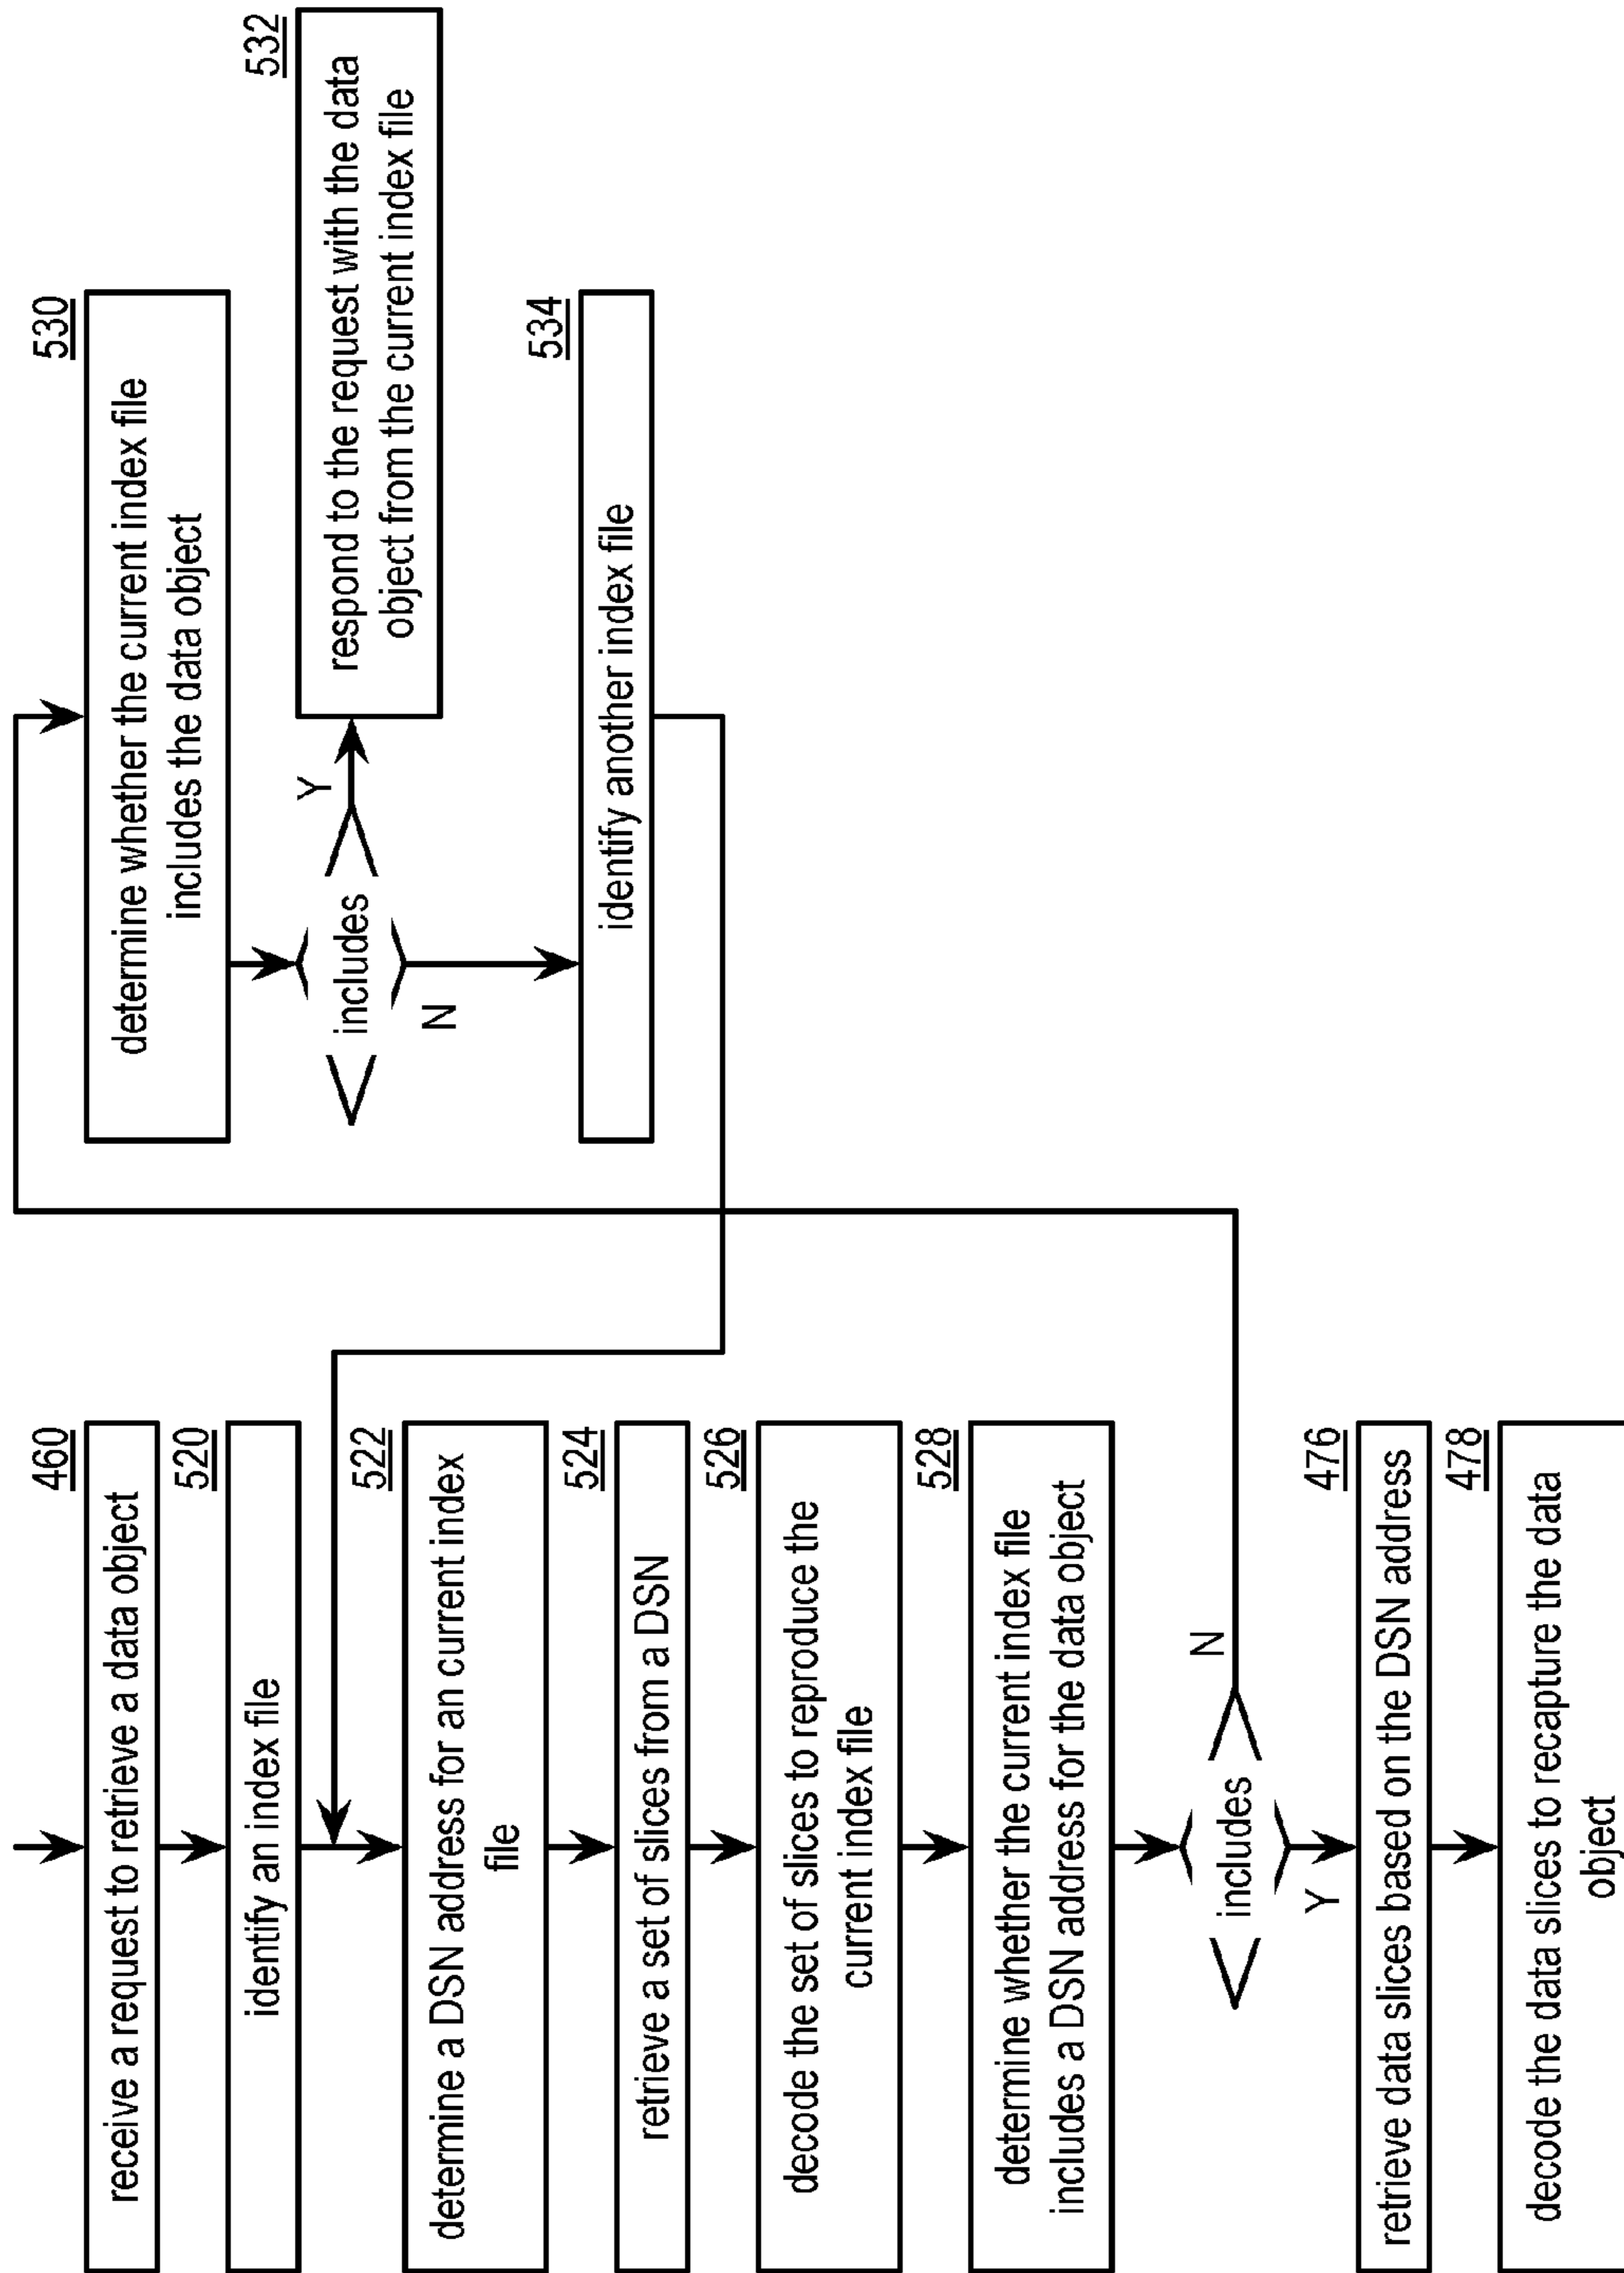 460
receive a request to retrieve a data object
520
identify an index file
522
determine a DSN address for an current index
file
524
retrieve a set of slices from a DSN
526
decode the set of slices to reproduce the
current index file
528
determine whether the current index file
includes a DSN address for the data object
includes
N
Y
476
retrieve data slices based on the DSN address
478
decode the data slices to recapture the data
object
530
determine whether the current index file
includes the data object
includes
Y
N
532
respond to the request with the data
object from the current index file
534
identify another index file